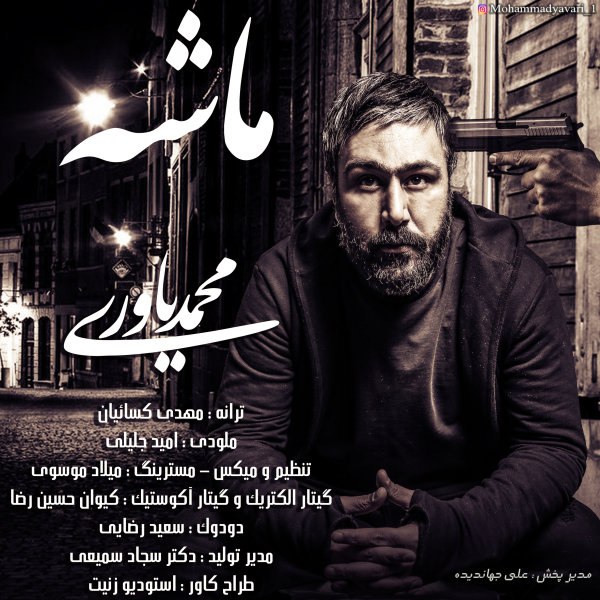 Mohammadyavari_1
ماشه
محمد یاوری
ترانه : مهدی کسائیان
ملودی : امید جلیلی
تنظیم و میکس – مسترینگ : میلاد موسوی
گیتار الکتریک و گیتار آکوستیک : کیوان حسین رضا
دودوک : سعید رضایی
مدیر تولید : دکتر سجاد سمیعی
طراح کاور : استودیو زنیت
مدیر پخش : علی جهاندیده